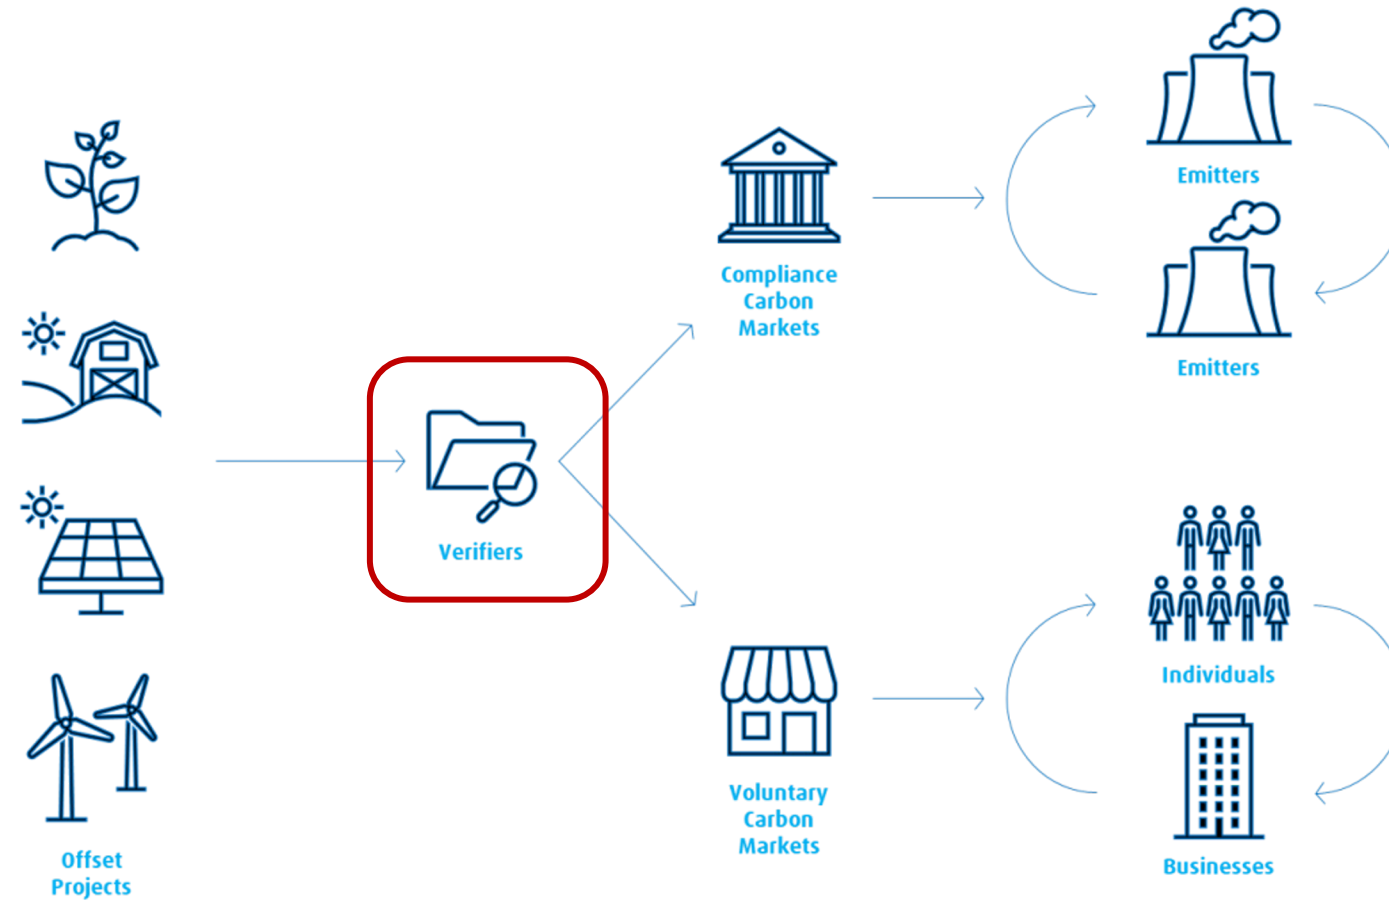 Offset
Projects
Verifiers
Compliance
Carbon
Markets
Voluntary
Carbon
Markets
Emitters
Emitters
Individuals
Businesses